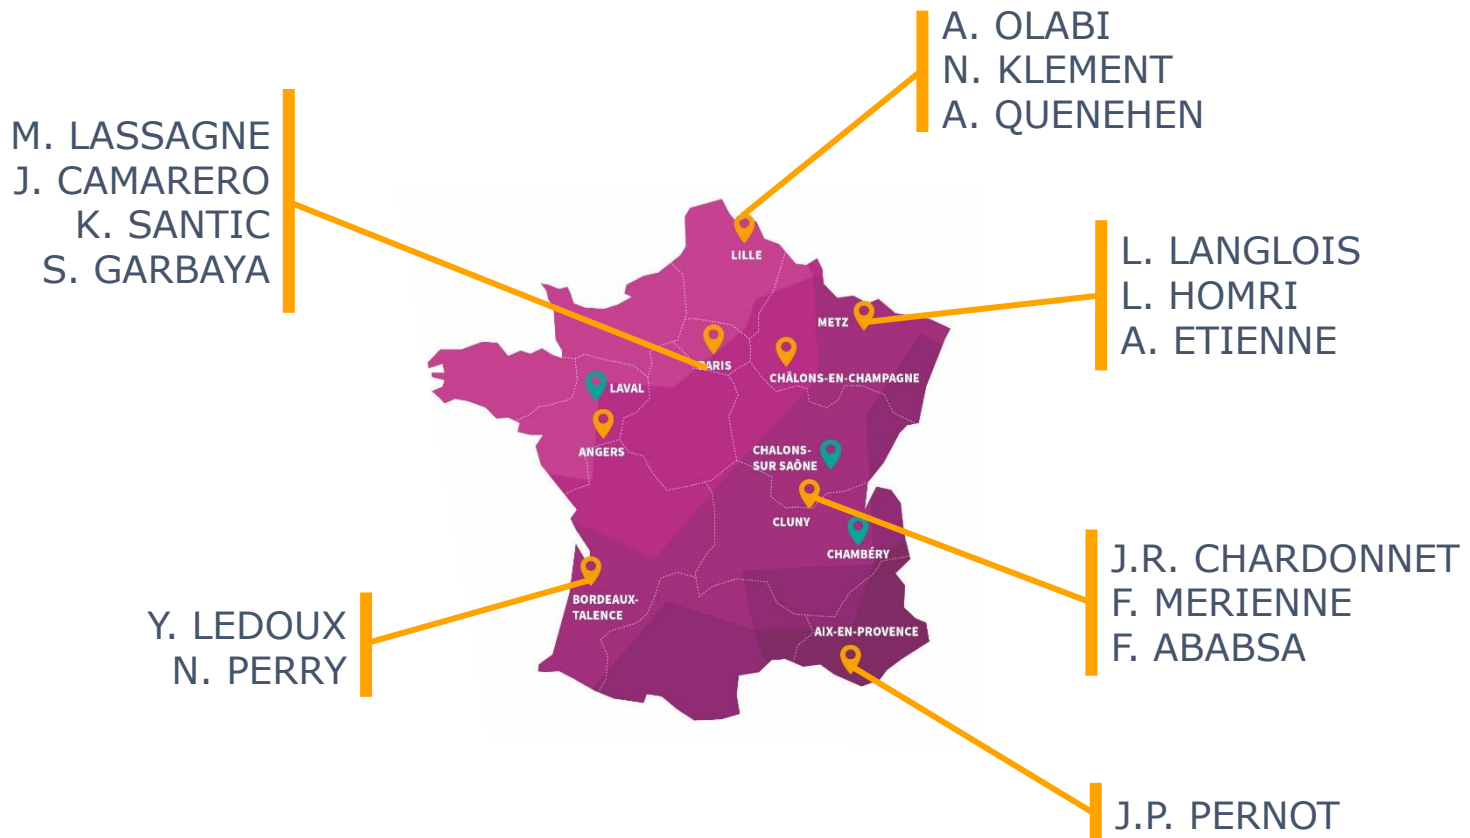 A. OLABI
N. KLEMENT
A. QUENEHEN
M. LASSAGNE
J. CAMARERO
K. SANTIC
S. GARBAYA
L. LANGLOIS
L. HOMRI
A. ETIENNE
LILLE
METZ
PARIS
CHÂLONS-EN-CHAMPAGNE
LAVAL
ANGERS
CHALONS-
SUR SAÔNE
CLUNY
CHAMBÉRY
BORDEAUX-
TALENCE
AIX-EN-PROVENCE
J.R. CHARDONNET
F. MERIENNE
F. ABABSA
Y. LEDOUX
N. PERRY
J.P. PERNOT